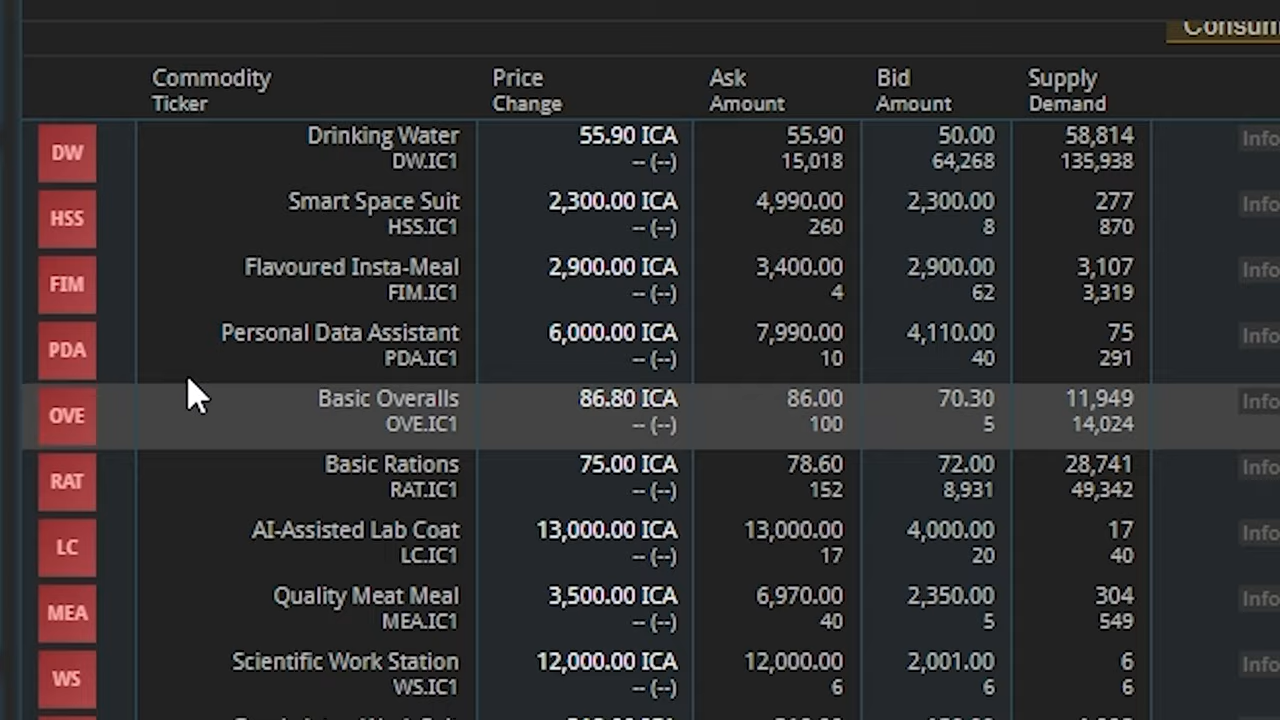 Consum
Commodity Price Ask Bid Supply
Ticker Change Amount Amount Demand
DW Drinking Water 55.90 ICA 55.90 50.00 58,814 Info
DW.IC1 -- (--) 15,018 64,268 135,938
HSS Smart Space Suit 2,300.00 ICA 4,990.00 2,300.00 277 Info
HSS.IC1 -- (--) 260 8 870
FIM Flavoured Insta-Meal 2,900.00 ICA 3,400.00 2,900.00 3,107 Info
FIM.IC1 -- (--) 4 62 3,319
PDA Personal Data Assistant 6,000.00 ICA 7,990.00 4,110.00 75 Info
PDA.IC1 -- (--) 10 40 291
OVE Basic Overalls 86.80 ICA 86.00 70.30 11,949 Info
OVE.IC1 -- (--) 100 5 14,024
RAT Basic Rations 75.00 ICA 78.60 72.00 28,741 Info
RAT.IC1 -- (--) 152 8,931 49,342
LC AI-Assisted Lab Coat 13,000.00 ICA 13,000.00 4,000.00 17 Info
LC.IC1 -- (--) 17 20 40
MEA Quality Meat Meal 3,500.00 ICA 6,970.00 2,350.00 304 Info
MEA.IC1 -- (--) 40 5 549
WS Scientific Work Station 12,000.00 ICA 12,000.00 2,001.00 6 Info
WS.IC1 -- (--) 6 6 6